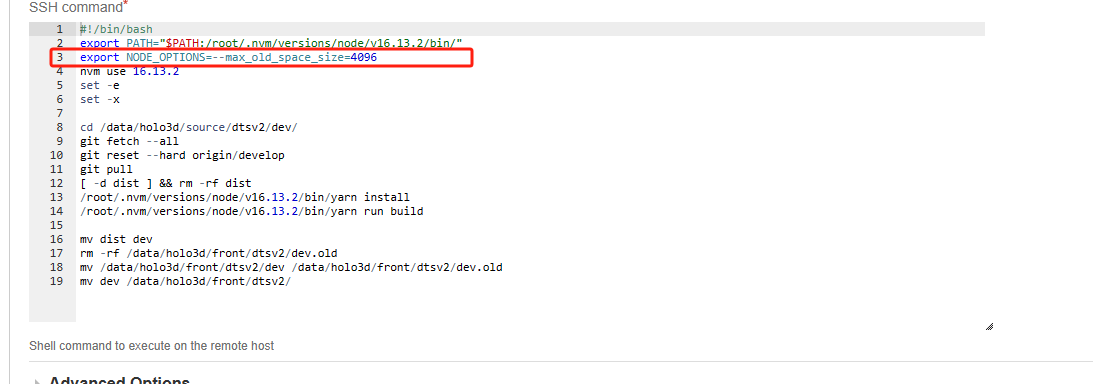 SSH command*
1 #!/bin/bash
2 export PATH="$PATH:/root/.nvm/versions/node/v16.13.2/bin/"
3 export NODE_OPTIONS=--max_old_space_size=4096
4 nvm use 16.13.2
5 set -e
6 set -x
7
8 cd /data/holo3d/source/dtsv2/dev/
9 git fetch --all
10 git reset --hard origin/develop
11 git pull
12 [ -d dist ] && rm -rf dist
13 /root/.nvm/versions/node/v16.13.2/bin/yarn install
14 /root/.nvm/versions/node/v16.13.2/bin/yarn run build
15
16 mv dist dev
17 rm -rf /data/holo3d/front/dtsv2/dev.old
18 mv /data/holo3d/front/dtsv2/dev /data/holo3d/front/dtsv2/dev.old
19 mv dev /data/holo3d/front/dtsv2/
Shell command to execute on the remote host
Advanced Options